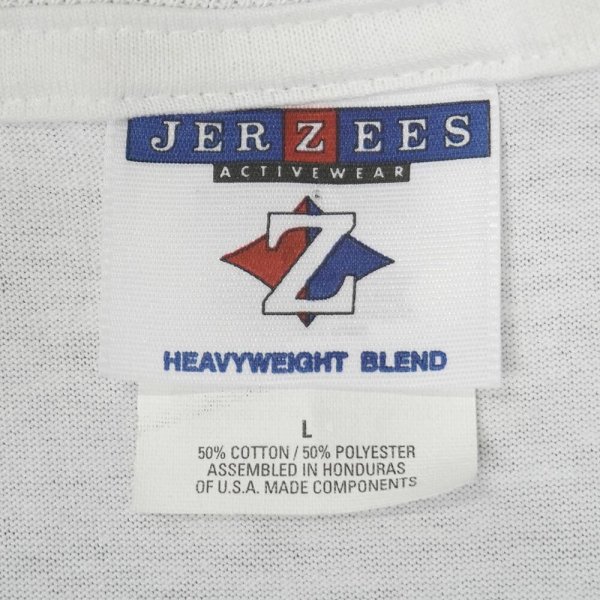 JERZEES
ACTIVEWEAR
Z
HEAVYWEIGHT BLEND
L
50% COTTON / 50% POLYESTER
ASSEMBLED IN HONDURAS
OF U.S.A. MADE COMPONENTS